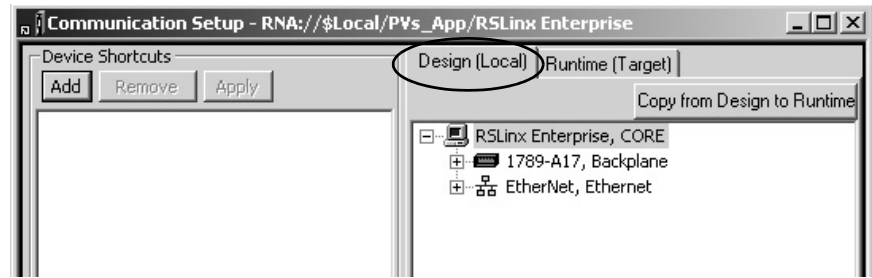 Communication Setup - RNA://$Local/PVs_App/RSLinx Enterprise
Device Shortcuts
Add Remove Apply
Design (Local) Runtime (Target)
Copy from Design to Runtime
RSLinx Enterprise, CORE
1789-A17, Backplane
EtherNet, Ethernet